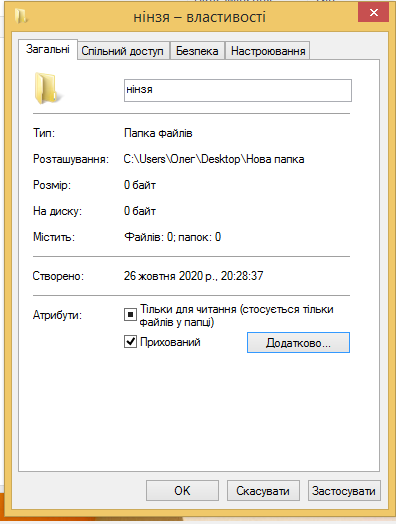 нінзя – властивості
Загальні Спільний доступ Безпека Настроювання
нінзя
Тип: Папка файлів
Розташування: C:\Users\Олег\Desktop\Нова папка
Розмір: 0 байт
На диску: 0 байт
Містить: Файлів: 0; папок: 0
Створено: 26 жовтня 2020 р., 20:28:37
Атрибути: Тільки для читання (стосується тільки
файлів у папці)
Прихований Додатково...
OK Скасувати Застосувати